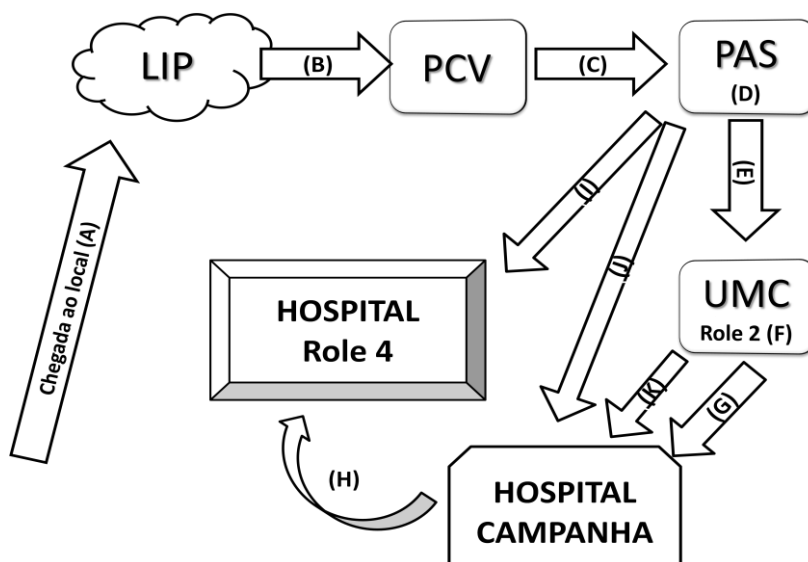 LIP
(B)
PCV
(C)
PAS
(D)
(E)
Chegada ao local (A)
(J)
HOSPITAL
Role 4
UMC
Role 2 (F)
(K)
(G)
(H)
HOSPITAL
CAMPANHA